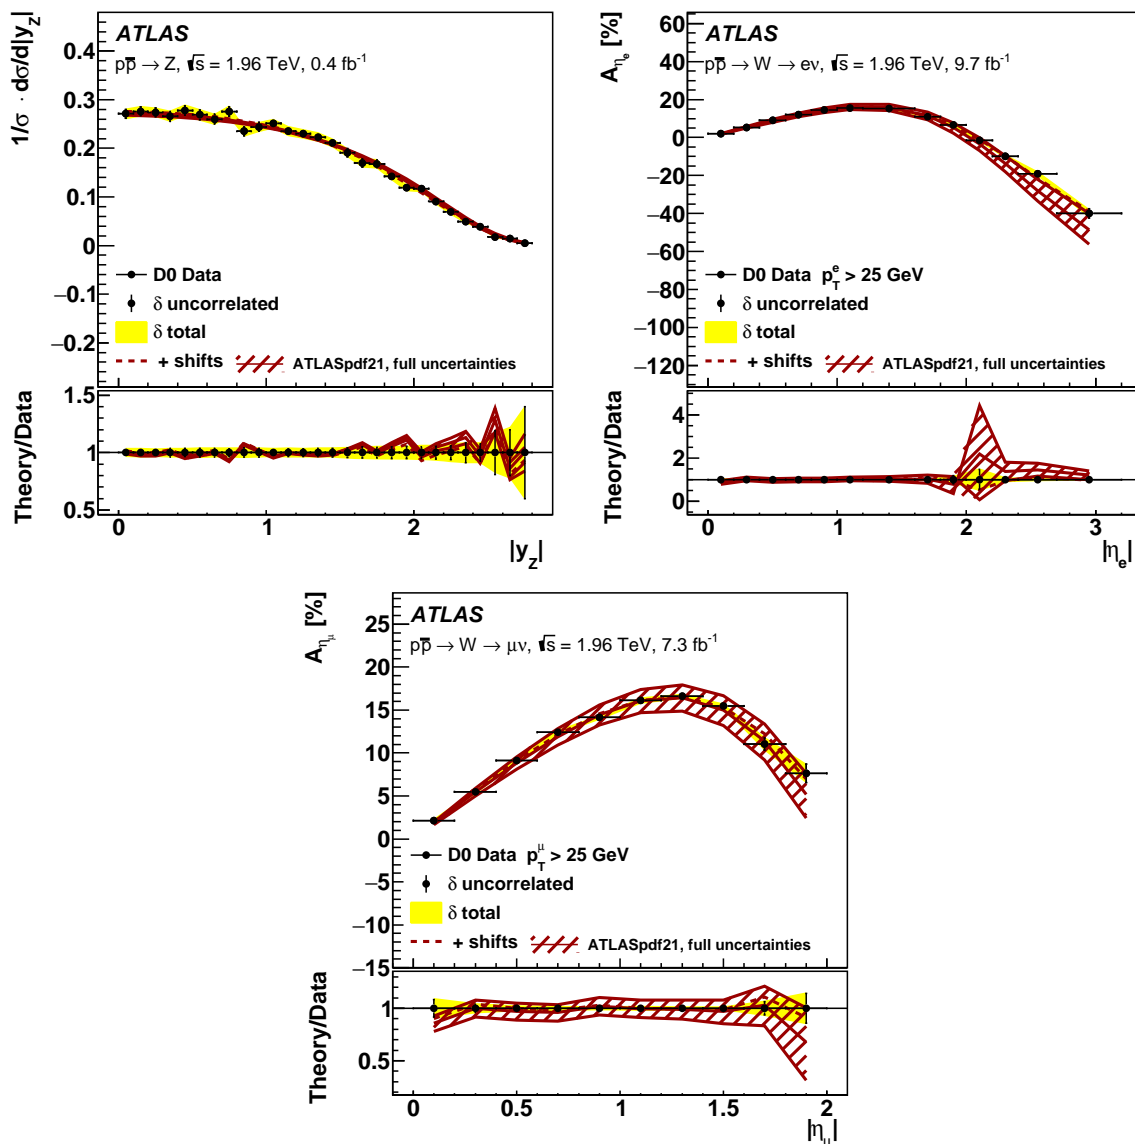 ATLAS
pp̅ → Z, √s = 1.96 TeV, 0.4 fb⁻¹
1/σ · dσ/d|y_Z|
0.4
0.3
0.2
0.1
0
−0.1
−0.2
D0 Data
δ uncorrelated
δ total
+ shifts
ATLASpdf21, full uncertainties
Theory/Data
1.5
1
0.5
0
1
2
|y_Z|
ATLAS
pp̅ → W → eν, √s = 1.96 TeV, 9.7 fb⁻¹
A_ηe [%]
60
40
20
0
−20
−40
−60
−80
−100
−120
D0 Data p_T^e > 25 GeV
δ uncorrelated
δ total
+ shifts
ATLASpdf21, full uncertainties
Theory/Data
4
2
0
0
1
2
3
|η_e|
ATLAS
pp̅ → W → μν, √s = 1.96 TeV, 7.3 fb⁻¹
A_ημ [%]
25
20
15
10
5
0
−5
−10
−15
D0 Data p_T^μ > 25 GeV
δ uncorrelated
δ total
+ shifts
ATLASpdf21, full uncertainties
Theory/Data
1
0.5
0
0.5
1
1.5
2
|η_μ|